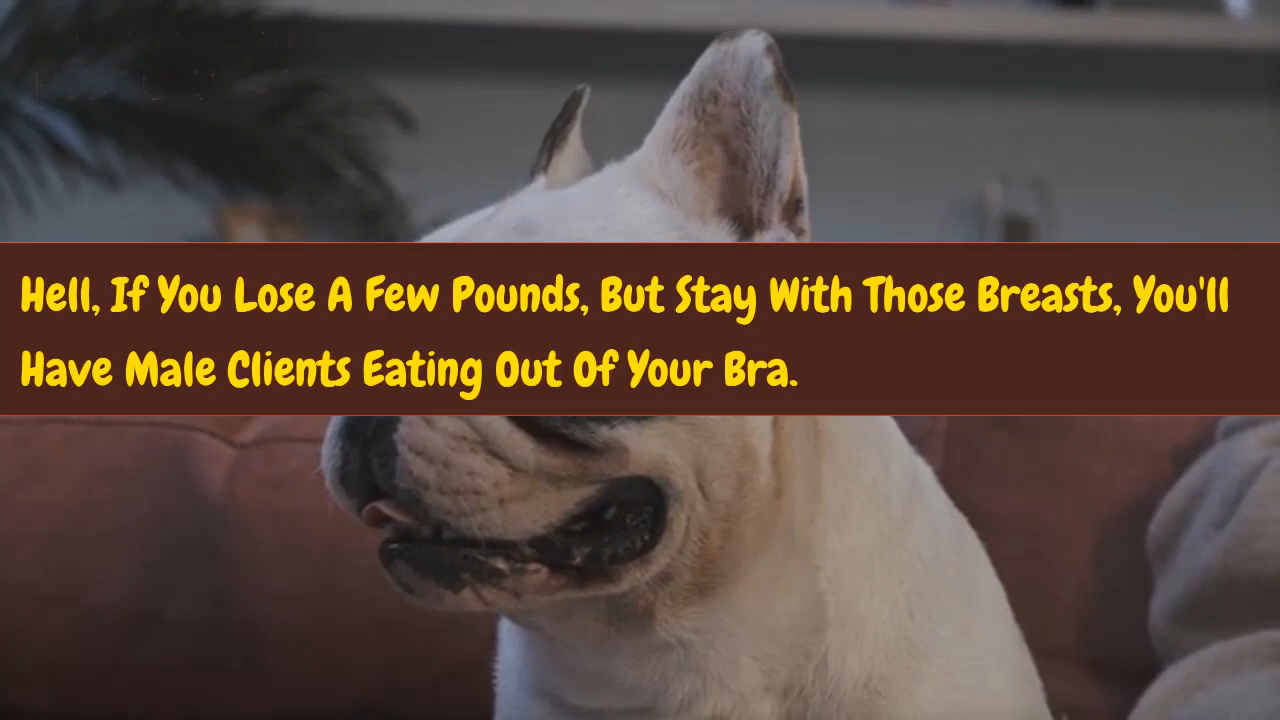 Hell, If You Lose A Few Pounds, But Stay With Those Breasts, You'll
Have Male Clients Eating Out Of Your Bra.